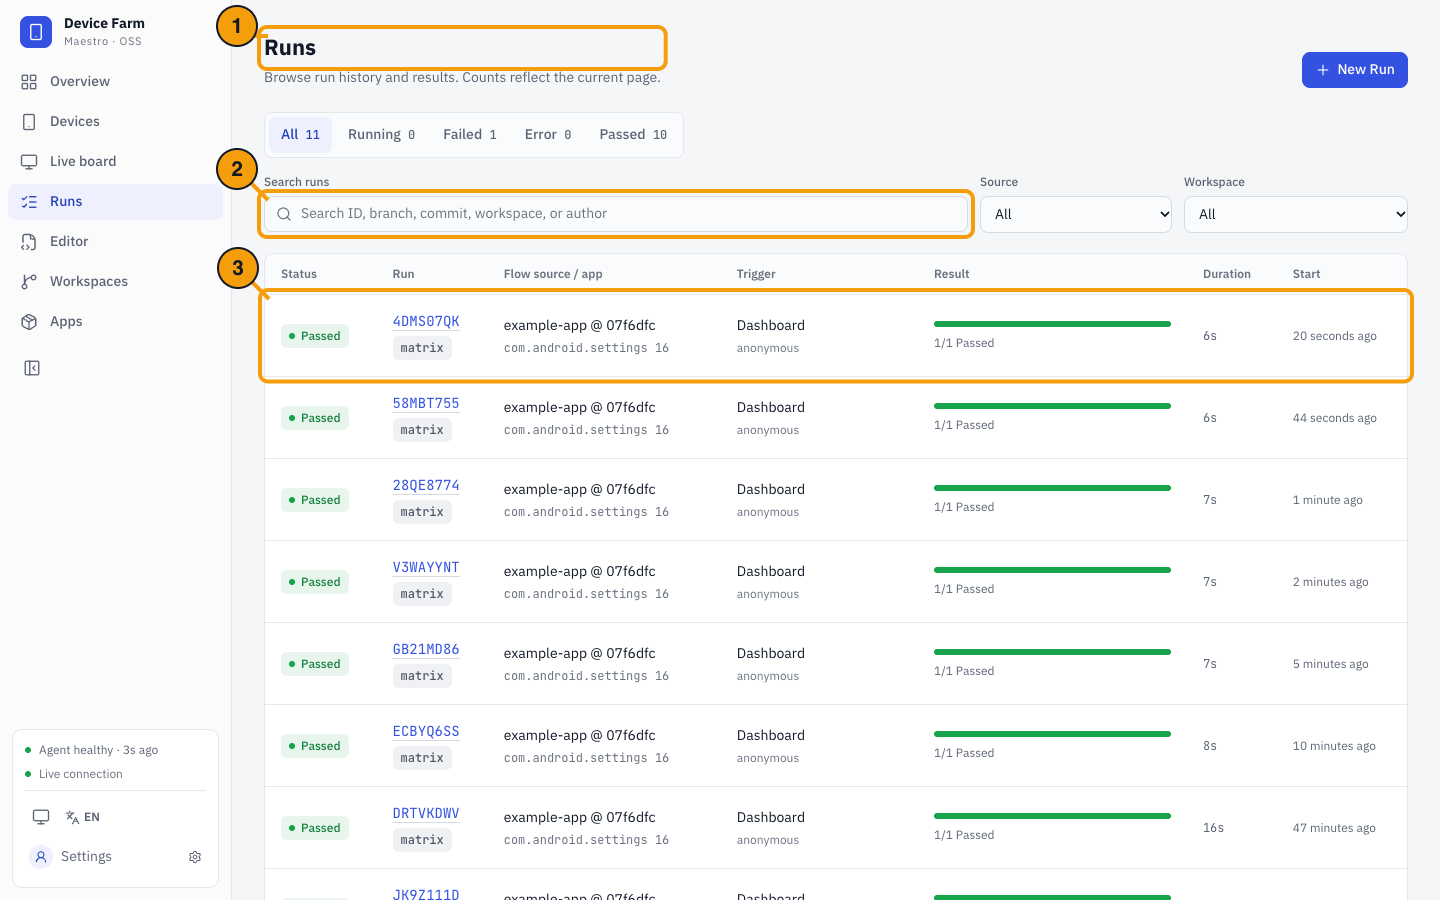 Device Farm
Maestro · OSS
Overview
Devices
Live board
Runs
Editor
Workspaces
Apps
Agent healthy · 3s ago
Live connection
EN
Settings
1
Runs
Browse run history and results. Counts reflect the current page.
New Run
All 11 Running 0 Failed 1 Error 0 Passed 10
2
Search runs Source Workspace
Search ID, branch, commit, workspace, or author All All
3
Status Run Flow source / app Trigger Result Duration Start
Passed 4DMS07QK matrix example-app @ 07f6dfc com.android.settings 16 Dashboard anonymous 1/1 Passed 6s 20 seconds ago
Passed 58MBT755 matrix example-app @ 07f6dfc com.android.settings 16 Dashboard anonymous 1/1 Passed 6s 44 seconds ago
Passed 28QE8774 matrix example-app @ 07f6dfc com.android.settings 16 Dashboard anonymous 1/1 Passed 7s 1 minute ago
Passed V3WAYYNT matrix example-app @ 07f6dfc com.android.settings 16 Dashboard anonymous 1/1 Passed 7s 2 minutes ago
Passed GB21MD86 matrix example-app @ 07f6dfc com.android.settings 16 Dashboard anonymous 1/1 Passed 7s 5 minutes ago
Passed ECBYQ6SS matrix example-app @ 07f6dfc com.android.settings 16 Dashboard anonymous 1/1 Passed 8s 10 minutes ago
Passed DRTVKDWV matrix example-app @ 07f6dfc com.android.settings 16 Dashboard anonymous 1/1 Passed 16s 47 minutes ago
JK9Z111D example-app @ 07f6dfc Dashboard